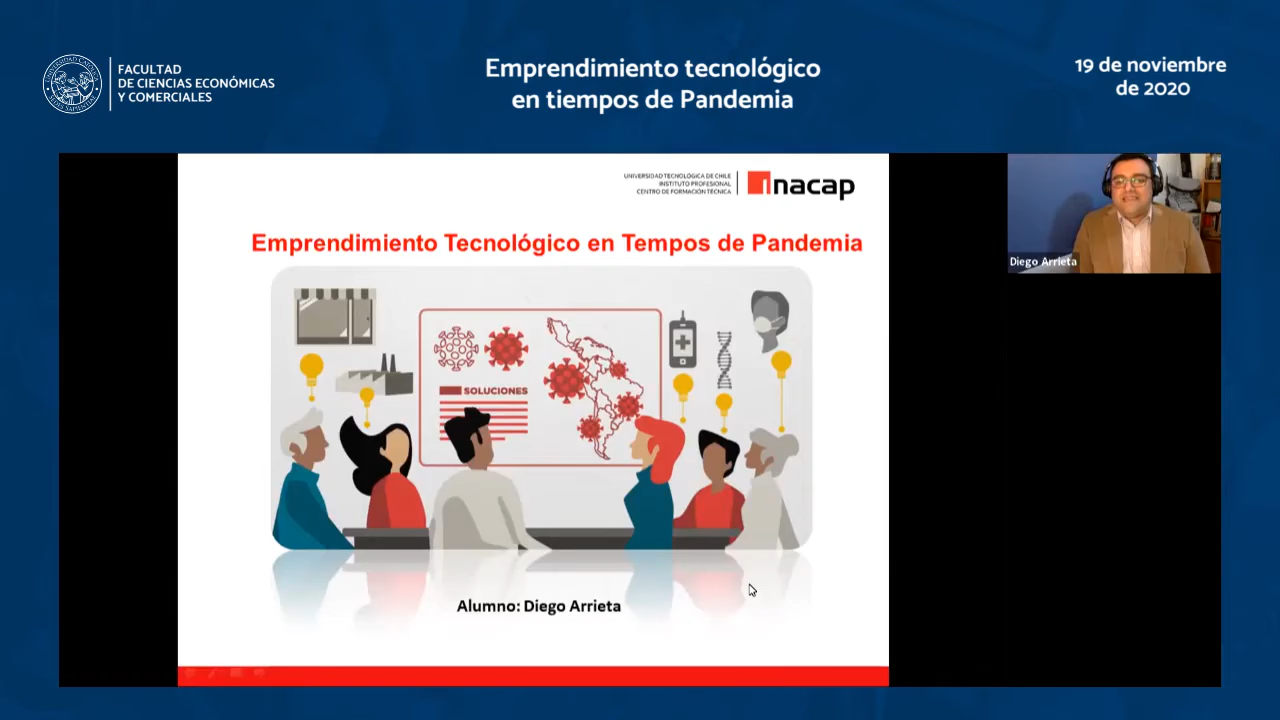 FACULTAD
DE CIENCIAS ECONÓMICAS
Y COMERCIALES
Emprendimiento tecnológico
en tiempos de Pandemia
19 de noviembre
de 2020
UNIVERSIDAD TECNOLÓGICA DE CHILE
INSTITUTO PROFESIONAL
CENTRO DE FORMACIÓN TÉCNICA
inacap
Emprendimiento Tecnológico en Tempos de Pandemia
SOLUCIONES
Alumno: Diego Arrieta
Diego Arrieta